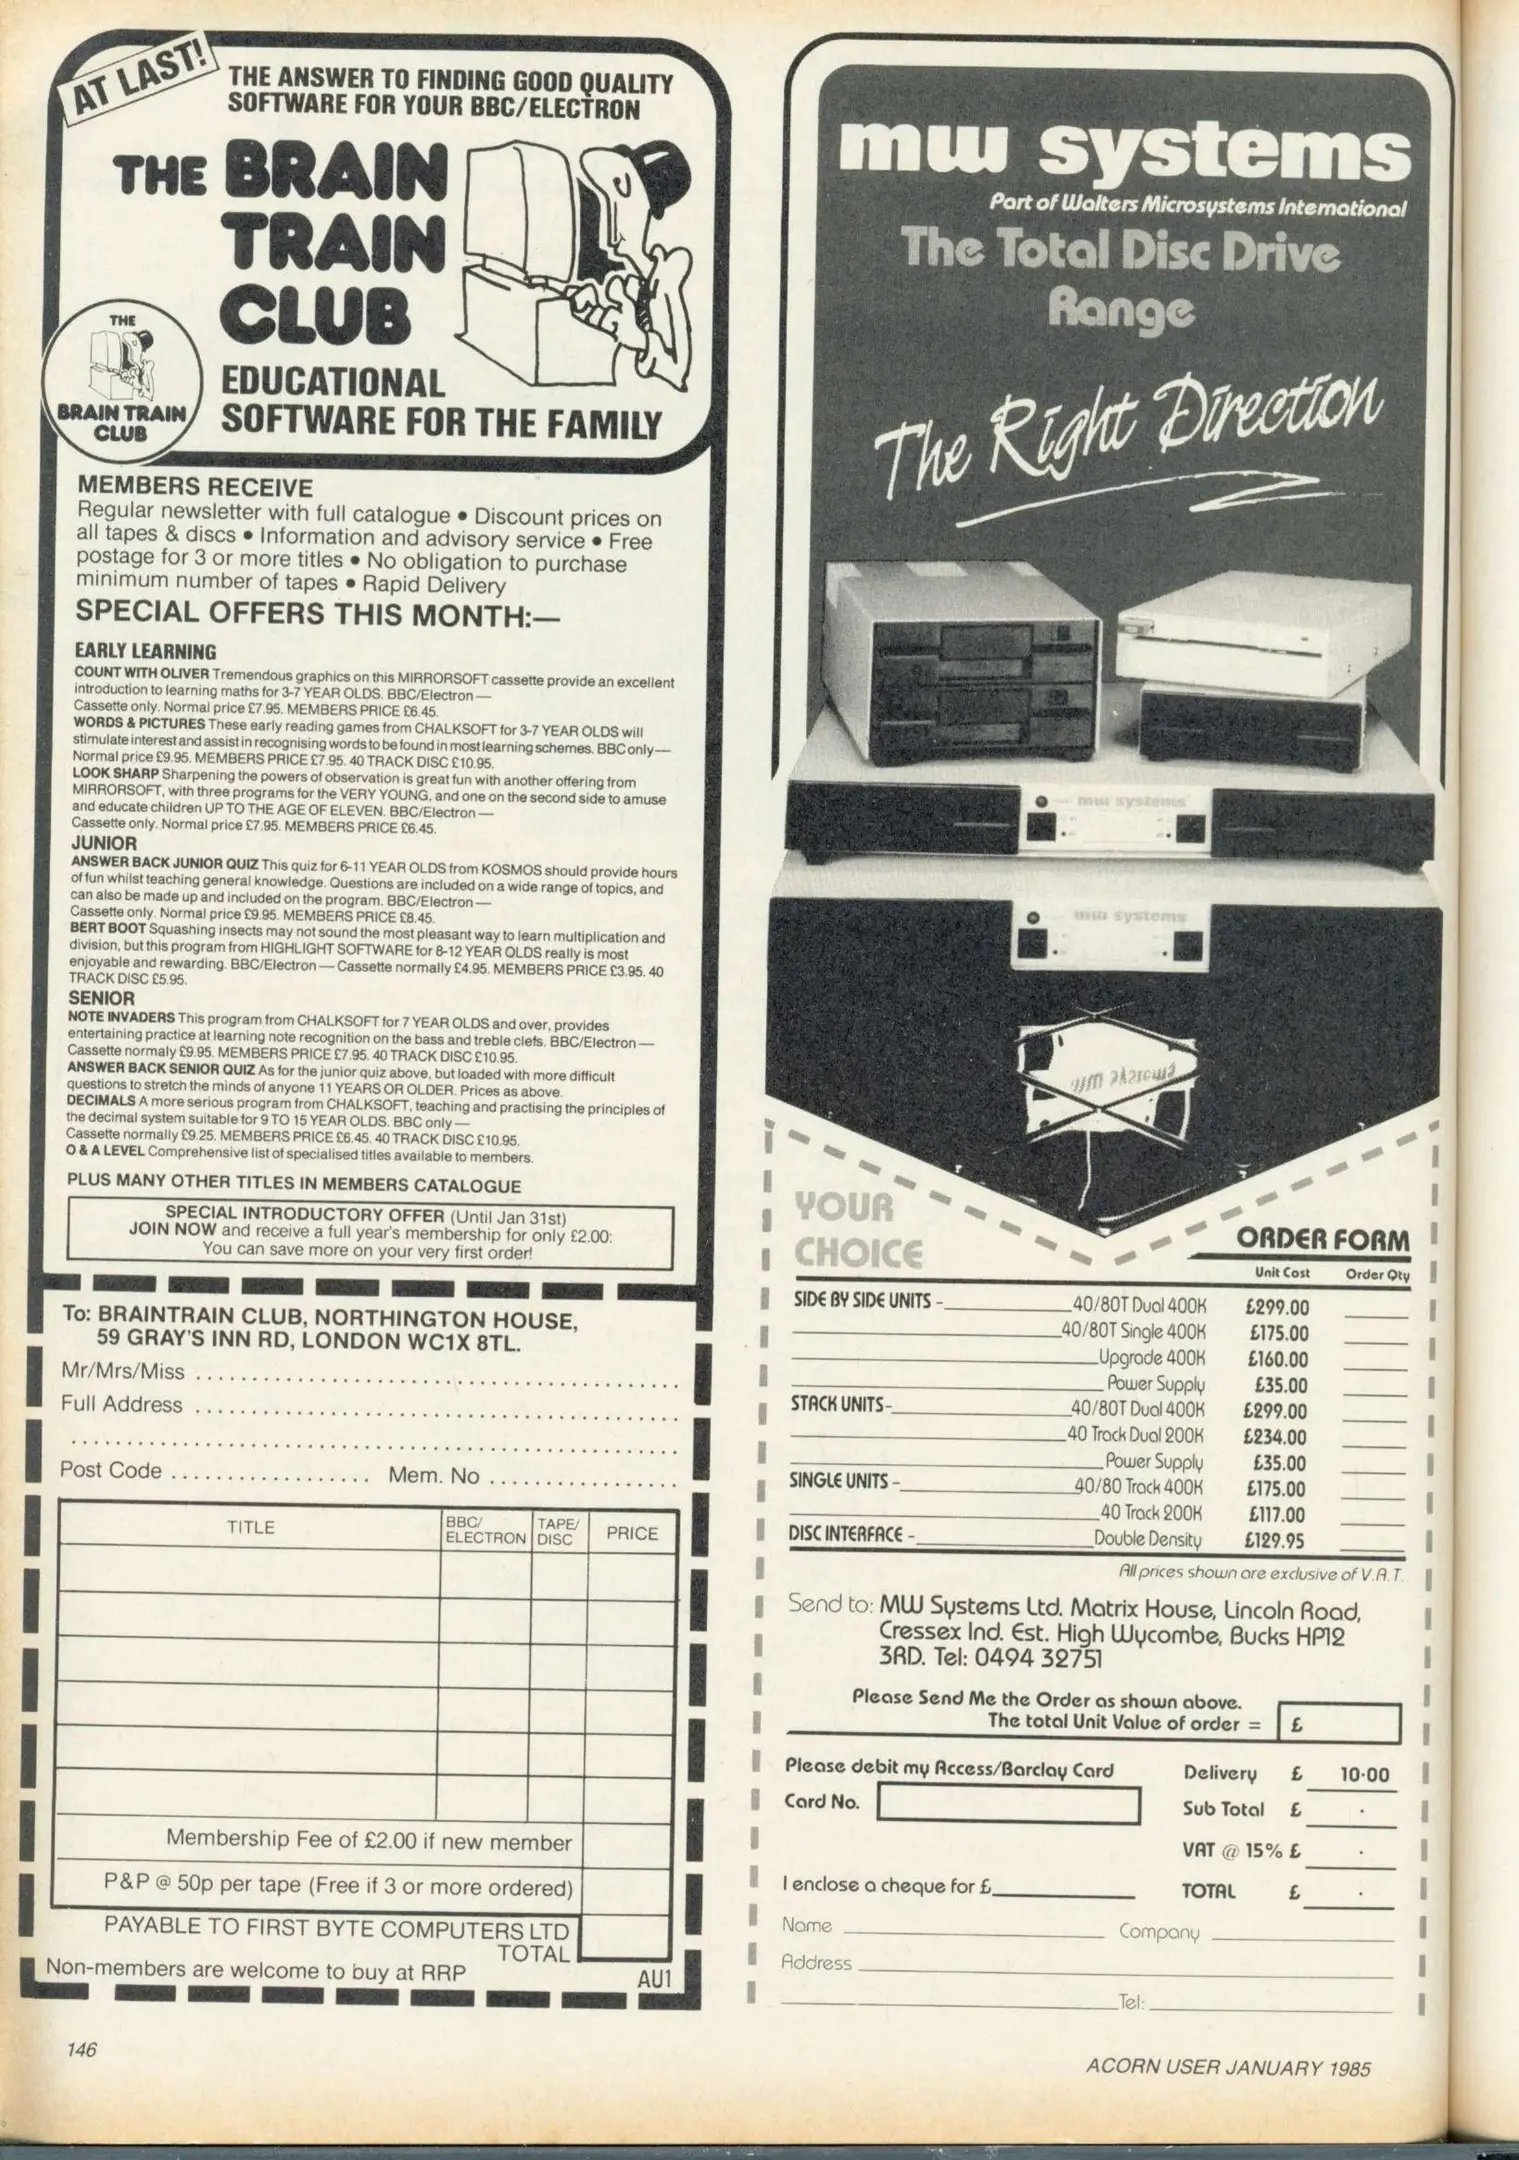 AT LAST!
THE ANSWER TO FINDING GOOD QUALITY
SOFTWARE FOR YOUR BBC/ELECTRON
THE BRAIN
TRAIN
CLUB
THE
BRAIN TRAIN
CLUB
EDUCATIONAL
SOFTWARE FOR THE FAMILY
MEMBERS RECEIVE
Regular newsletter with full catalogue • Discount prices on
all tapes & discs • Information and advisory service • Free
postage for 3 or more titles • No obligation to purchase
minimum number of tapes • Rapid Delivery
SPECIAL OFFERS THIS MONTH:—
EARLY LEARNING
COUNT WITH OLIVER Tremendous graphics on this MIRRORSOFT cassette provide an excellent
introduction to learning maths for 3-7 YEAR OLDS. BBC/Electron —
Cassette only. Normal price £7.95. MEMBERS PRICE £6.45.
WORDS & PICTURES These early reading games from CHALKSOFT for 3-7 YEAR OLDS will
stimulate interest and assist in recognising words to be found in most learning schemes. BBC only —
Normal price £9.95. MEMBERS PRICE £7.95. 40 TRACK DISC £10.95.
LOOK SHARP Sharpening the powers of observation is great fun with another offering from
MIRRORSOFT, with three programs for the VERY YOUNG, and one on the second side to amuse
and educate children UP TO THE AGE OF ELEVEN. BBC/Electron —
Cassette only. Normal price £7.95. MEMBERS PRICE £6.45.
JUNIOR
ANSWER BACK JUNIOR QUIZ This quiz for 6-11 YEAR OLDS from KOSMOS should provide hours
of fun whilst teaching general knowledge. Questions are included on a wide range of topics, and
can also be made up and included on the program. BBC/Electron —
Cassette only. Normal price £9.95. MEMBERS PRICE £8.45.
BERT BOOT Squashing insects may not sound the most pleasant way to learn multiplication and
division, but this program from HIGHLIGHT SOFTWARE for 8-12 YEAR OLDS really is most
enjoyable and rewarding. BBC/Electron — Cassette normally £4.95. MEMBERS PRICE £3.95. 40
TRACK DISC £5.95.
SENIOR
NOTE INVADERS This program from CHALKSOFT for 7 YEAR OLDS and over, provides
entertaining practice at learning note recognition on the bass and treble clefs. BBC/Electron —
Cassette normaly £9.95. MEMBERS PRICE £7.95. 40 TRACK DISC £10.95.
ANSWER BACK SENIOR QUIZ As for the junior quiz above, but loaded with more difficult
questions to stretch the minds of anyone 11 YEARS OR OLDER. Prices as above.
DECIMALS A more serious program from CHALKSOFT, teaching and practising the principles of
the decimal system suitable for 9 TO 15 YEAR OLDS. BBC only —
Cassette normally £9.25. MEMBERS PRICE £6.45. 40 TRACK DISC £10.95.
O & A LEVEL Comprehensive list of specialised titles available to members.
PLUS MANY OTHER TITLES IN MEMBERS CATALOGUE
SPECIAL INTRODUCTORY OFFER (Until Jan 31st)
JOIN NOW and receive a full year's membership for only £2.00:
You can save more on your very first order!
To: BRAINTRAIN CLUB, NORTHINGTON HOUSE,
59 GRAY'S INN RD, LONDON WC1X 8TL.
Mr/Mrs/Miss
Full Address
Post Code Mem. No
TITLE BBC/ELECTRON TAPE/DISC PRICE
Membership Fee of £2.00 if new member
P&P @ 50p per tape (Free if 3 or more ordered)
PAYABLE TO FIRST BYTE COMPUTERS LTD
TOTAL
Non-members are welcome to buy at RRP
AU1
146
mw systems
Part of Walters Microsystems International
The Total Disc Drive
Range
The Right Direction
mw systems
mw systems
mw systems
YOUR
CHOICE
ORDER FORM
Unit Cost Order Qty
SIDE BY SIDE UNITS - 40/80T Dual 400K £299.00
40/80T Single 400K £175.00
Upgrade 400K £160.00
Power Supply £35.00
STACK UNITS- 40/80T Dual 400K £299.00
40 Track Dual 200K £234.00
Power Supply £35.00
SINGLE UNITS - 40/80 Track 400K £175.00
40 Track 200K £117.00
DISC INTERFACE - Double Density £129.95
All prices shown are exclusive of V.A.T.
Send to: MW Systems Ltd. Matrix House, Lincoln Road,
Cressex Ind. Est. High Wycombe, Bucks HP12
3RD. Tel: 0494 32751
Please Send Me the Order as shown above.
The total Unit Value of order = £
Please debit my Access/Barclay Card Delivery £ 10·00
Card No. Sub Total £ .
VAT @ 15% £ .
I enclose a cheque for £ TOTAL £ .
Name Company
Address
Tel:
ACORN USER JANUARY 1985